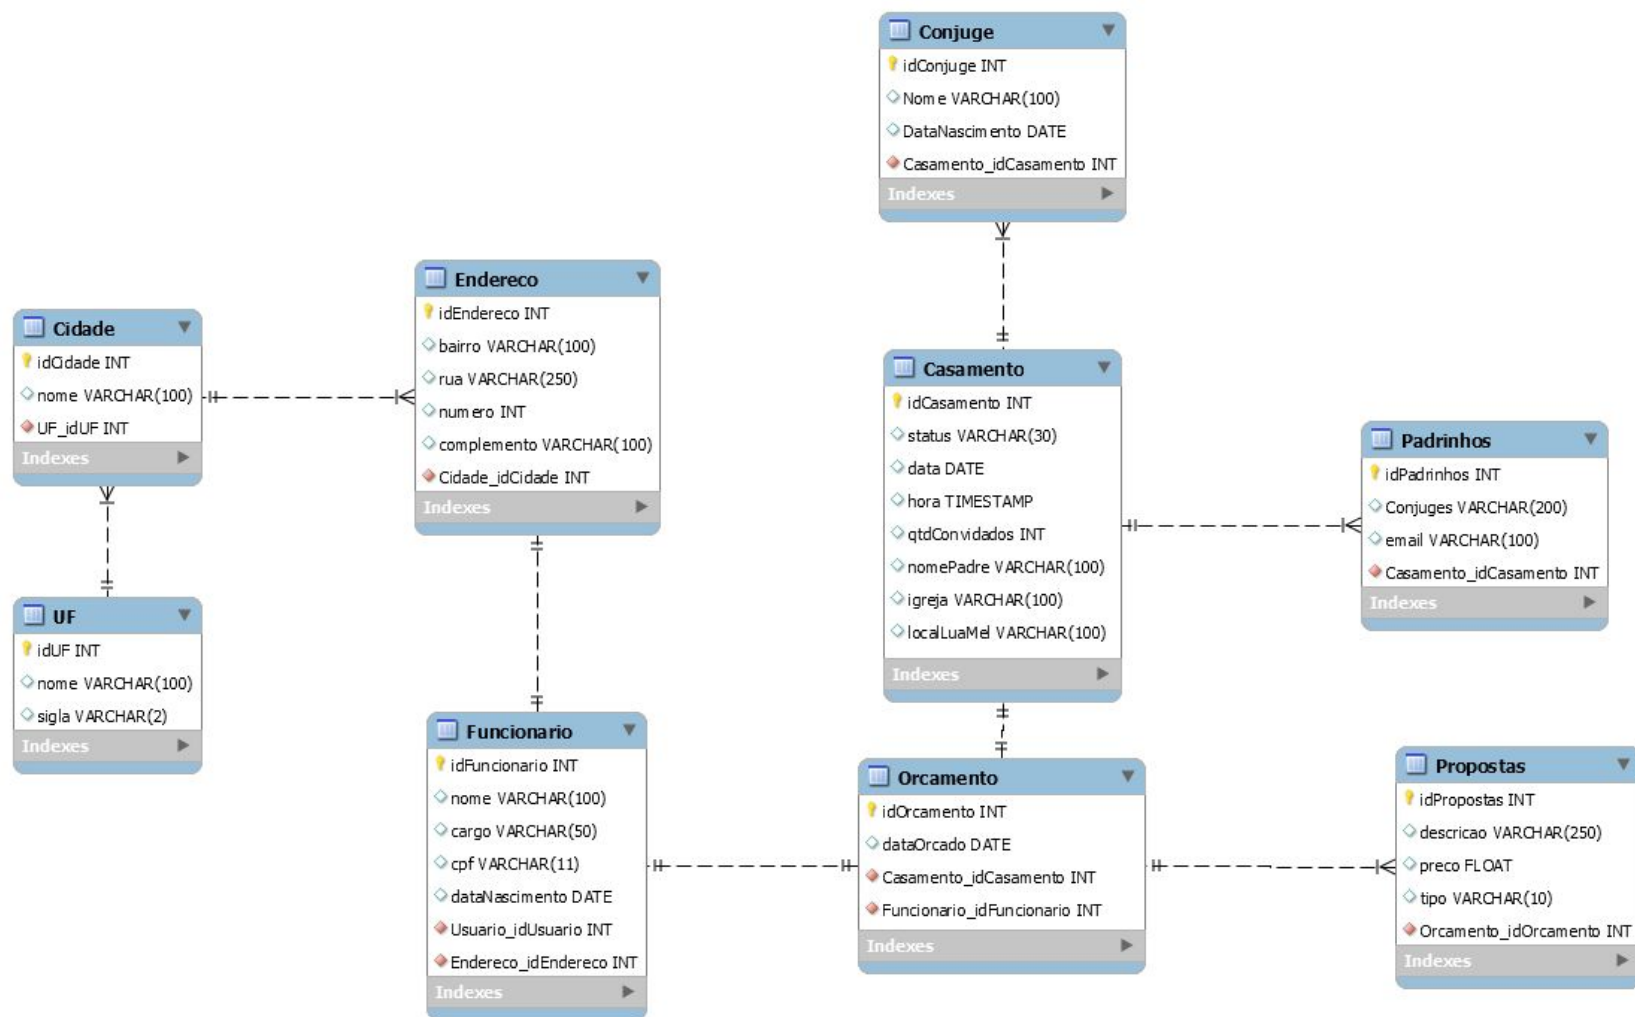 Conjuge
idConjuge INT
Nome VARCHAR(100)
DataNascimento DATE
Casamento_idCasamento INT
Indexes
Endereco
idEndereco INT
bairro VARCHAR(100)
rua VARCHAR(250)
numero INT
complemento VARCHAR(100)
Cidade_idCidade INT
Indexes
Cidade
idCidade INT
nome VARCHAR(100)
UF_idUF INT
Indexes
Casamento
idCasamento INT
status VARCHAR(30)
data DATE
hora TIMESTAMP
qtdConvidados INT
nomePadre VARCHAR(100)
igreja VARCHAR(100)
localLuaMel VARCHAR(100)
Indexes
Padrinhos
idPadrinhos INT
Conjuges VARCHAR(200)
email VARCHAR(100)
Casamento_idCasamento INT
Indexes
UF
idUF INT
nome VARCHAR(100)
sigla VARCHAR(2)
Indexes
Funcionario
idFuncionario INT
nome VARCHAR(100)
cargo VARCHAR(50)
cpf VARCHAR(11)
dataNascimento DATE
Usuario_idUsuario INT
Endereco_idEndereco INT
Indexes
Orcamento
idOrcamento INT
dataOrcado DATE
Casamento_idCasamento INT
Funcionario_idFuncionario INT
Indexes
Propostas
idPropostas INT
descricao VARCHAR(250)
preco FLOAT
tipo VARCHAR(10)
Orcamento_idOrcamento INT
Indexes